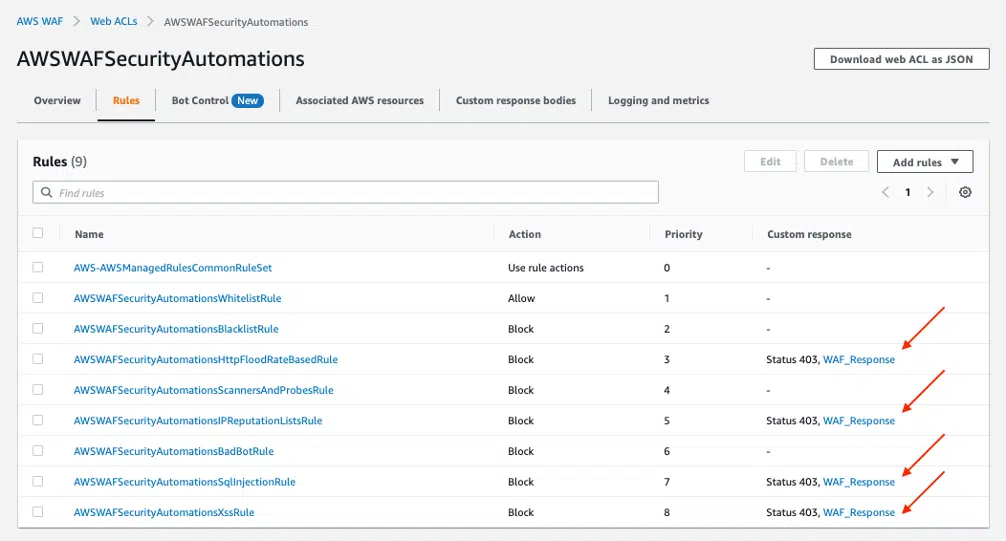 AWS WAF > Web ACLs > AWSWAFSecurityAutomations
AWSWAFSecurityAutomations
Download web ACL as JSON
Overview Rules Bot Control New Associated AWS resources Custom response bodies Logging and metrics
Rules (9) Edit Delete Add rules
Find rules 1
Name Action Priority Custom response
AWS-AWSManagedRulesCommonRuleSet Use rule actions 0 -
AWSWAFSecurityAutomationsWhitelistRule Allow 1 -
AWSWAFSecurityAutomationsBlacklistRule Block 2 -
AWSWAFSecurityAutomationsHttpFloodRateBasedRule Block 3 Status 403, WAF_Response
AWSWAFSecurityAutomationsScannersAndProbesRule Block 4 -
AWSWAFSecurityAutomationsIPReputationListsRule Block 5 Status 403, WAF_Response
AWSWAFSecurityAutomationsBadBotRule Block 6 -
AWSWAFSecurityAutomationsSqlInjectionRule Block 7 Status 403, WAF_Response
AWSWAFSecurityAutomationsXssRule Block 8 Status 403, WAF_Response